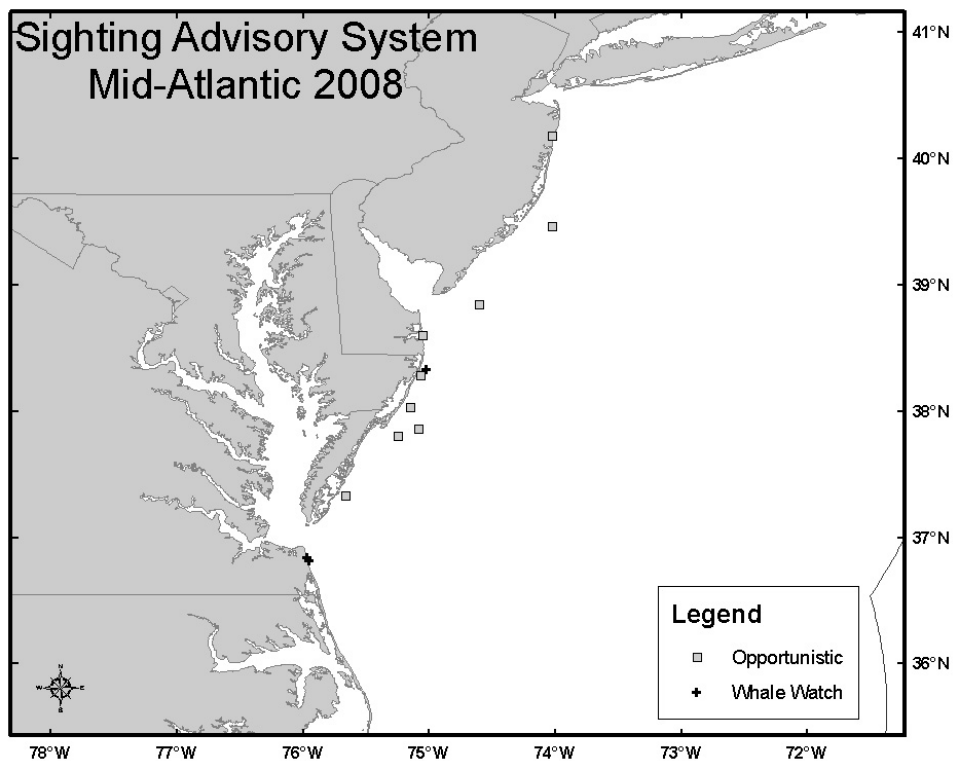 Sighting Advisory System
Mid-Atlantic 2008
41°N
40°N
39°N
38°N
37°N
36°N
Legend
Opportunistic
Whale Watch
N
W E
S
78°W 77°W 76°W 75°W 74°W 73°W 72°W